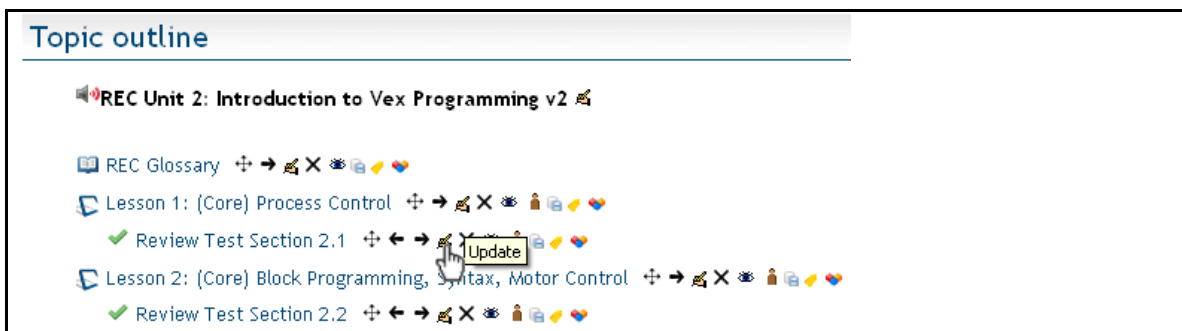 Topic outline
REC Unit 2: Introduction to Vex Programming v2
REC Glossary
Lesson 1: (Core) Process Control
Review Test Section 2.1
Update
Lesson 2: (Core) Block Programming, Syntax, Motor Control
Review Test Section 2.2